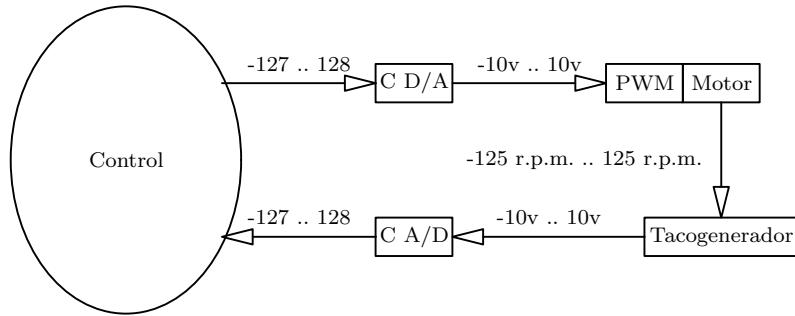 -127 .. 128
-10v .. 10v
C D/A
PWM
Motor
Control
-125 r.p.m. .. 125 r.p.m.
-127 .. 128
-10v .. 10v
C A/D
Tacogenerador